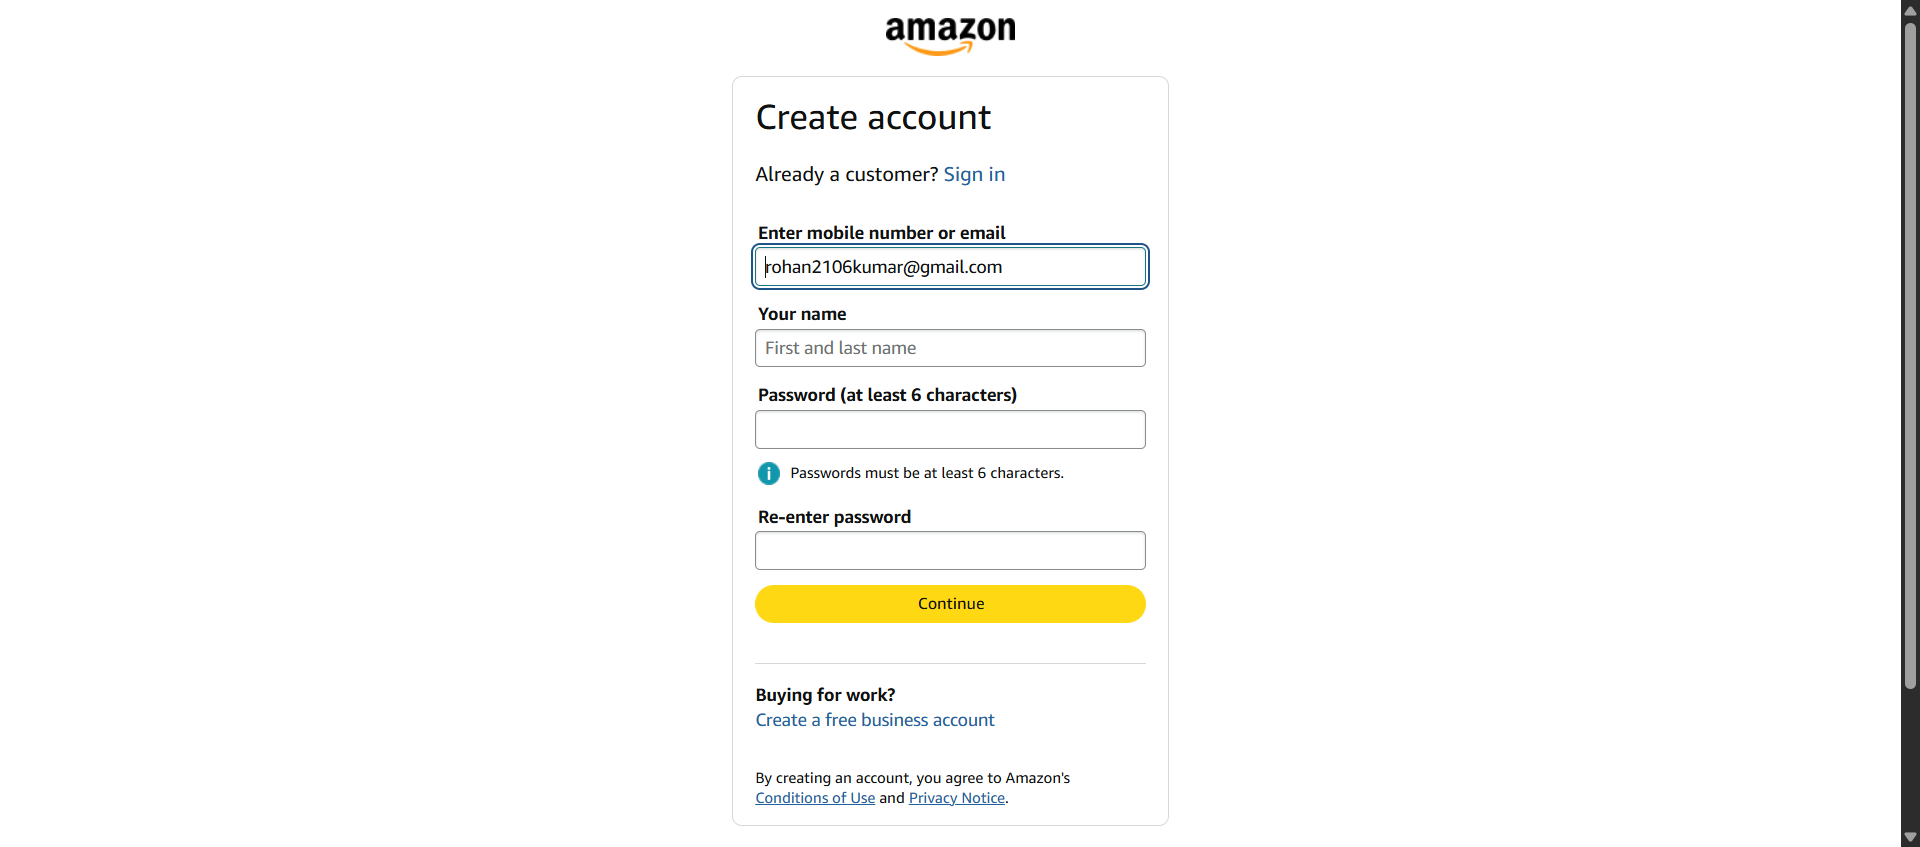 amazon
Create account
Already a customer? Sign in
Enter mobile number or email
rohan2106kumar@gmail.com
Your name
First and last name
Password (at least 6 characters)
i Passwords must be at least 6 characters.
Re-enter password
Continue
Buying for work?
Create a free business account
By creating an account, you agree to Amazon's
Conditions of Use and Privacy Notice.